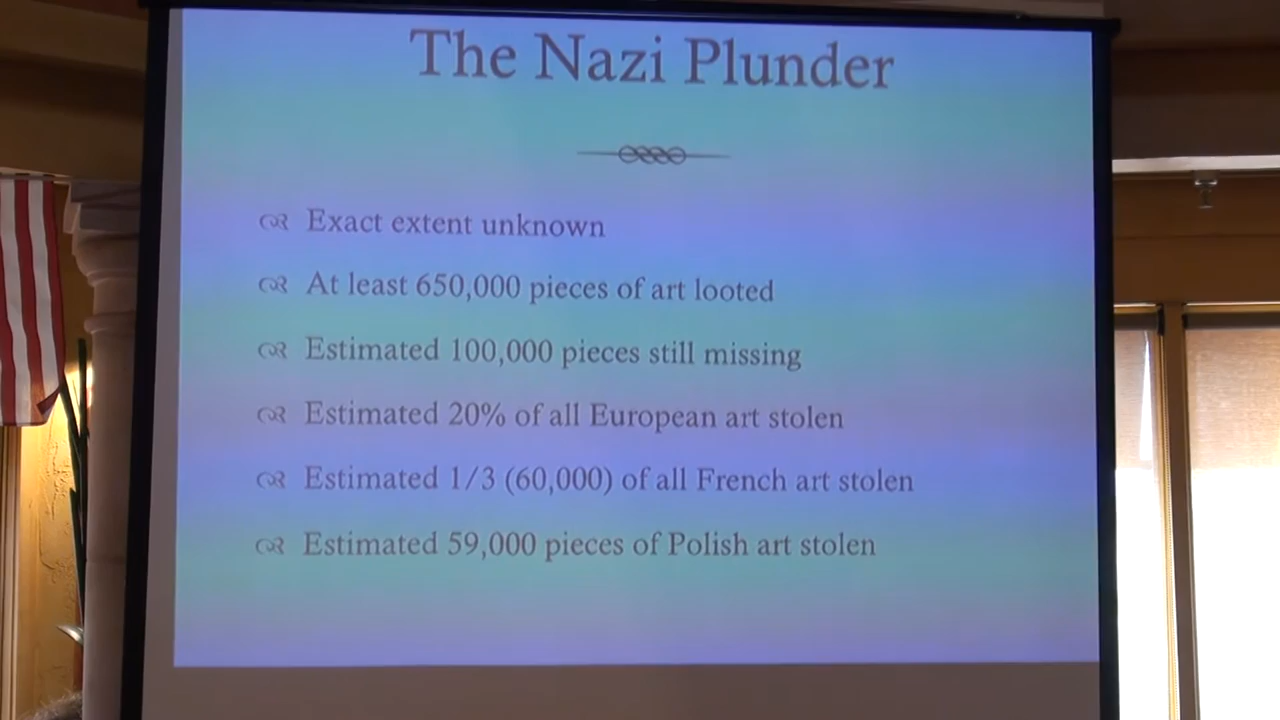 The Nazi Plunder
Exact extent unknown
At least 650,000 pieces of art looted
Estimated 100,000 pieces still missing
Estimated 20% of all European art stolen
Estimated 1/3 (60,000) of all French art stolen
Estimated 59,000 pieces of Polish art stolen